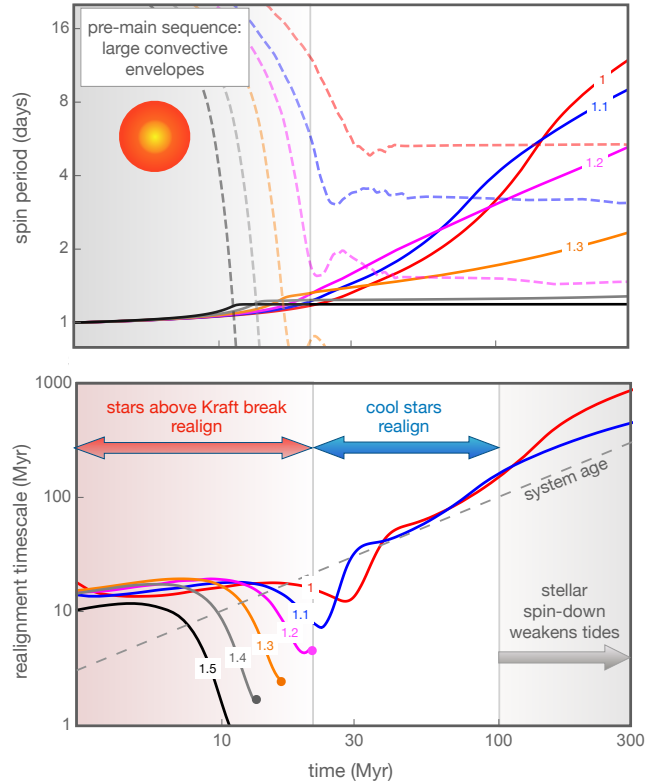 16
8
4
2
1
spin period (days)
pre-main sequence:
large convective
envelopes
1
1.1
1.2
1.3
1000
100
10
1
realignment timescale (Myr)
stars above Kraft break
realign
cool stars
realign
system age
1
1.1
1.2
1.3
1.4
1.5
stellar
spin-down
weakens tides
10
30
100
300
time (Myr)